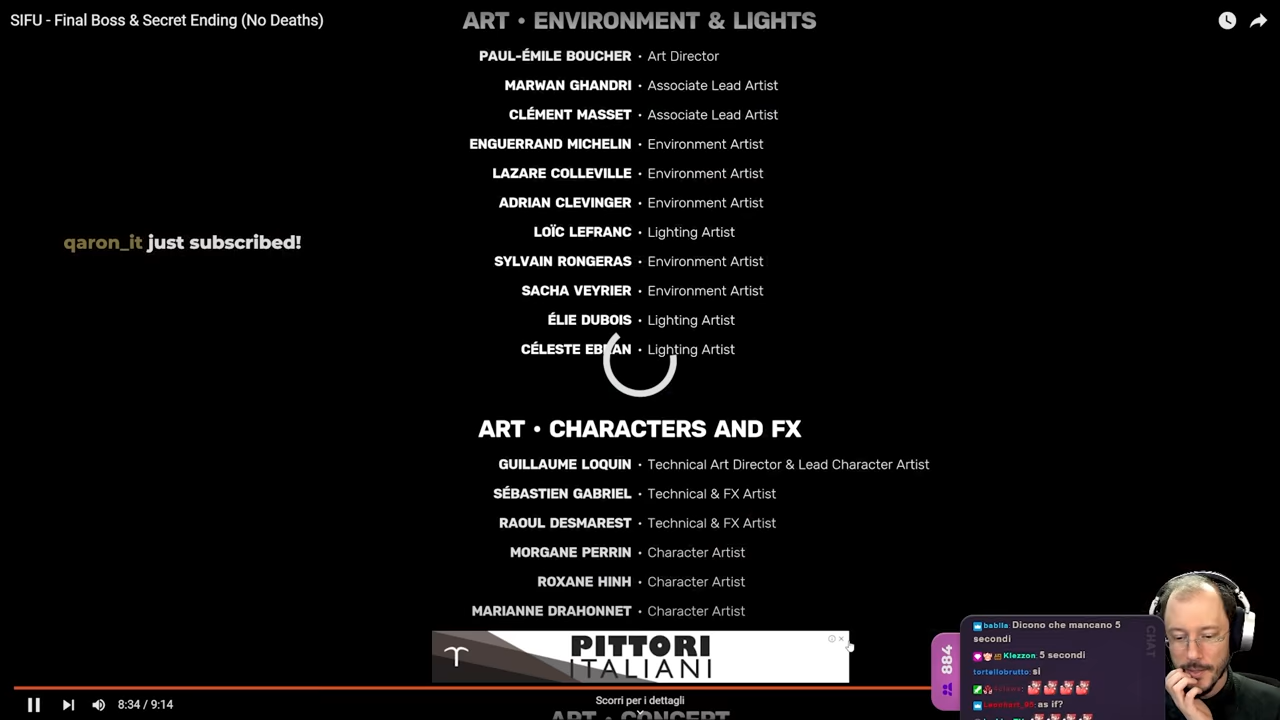 SIFU - Final Boss & Secret Ending (No Deaths)
ART • ENVIRONMENT & LIGHTS
PAUL-ÉMILE BOUCHER • Art Director
MARWAN GHANDRI • Associate Lead Artist
CLÉMENT MASSET • Associate Lead Artist
ENGUERRAND MICHELIN • Environment Artist
LAZARE COLLEVILLE • Environment Artist
ADRIAN CLEVINGER • Environment Artist
LOÏC LEFRANC • Lighting Artist
qaron_it just subscribed!
SYLVAIN RONGERAS • Environment Artist
SACHA VEYRIER • Environment Artist
ÉLIE DUBOIS • Lighting Artist
CÉLESTE • Lighting Artist
ART • CHARACTERS AND FX
GUILLAUME LOQUIN • Technical Art Director & Lead Character Artist
SÉBASTIEN GABRIEL • Technical & FX Artist
RAOUL DESMAREST • Technical & FX Artist
MORGANE PERRIN • Character Artist
ROXANE HINH • Character Artist
MARIANNE DRAHONNET • Character Artist
PITTORI
ITALIANI
babila: Dicono che mancano 5
secondi
Klezzon: 5 secondi
tortellobrutto: si
as if?
CHAT
884
8:34 / 9:14
Scorri per i dettagli
ART • CONCEPT